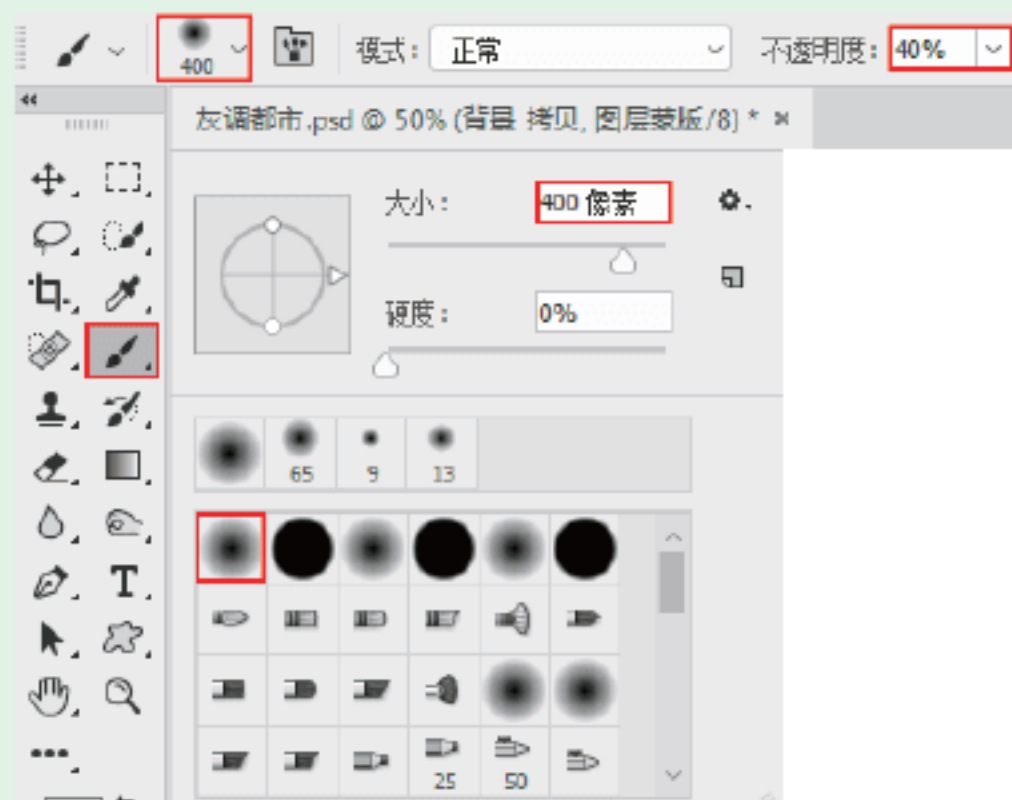 400 模式： 正常 不透明度： 40%
友调都市.psd @ 50% (背景 拷贝, 图层蒙版/8) *
大小： 400 像素
硬度： 0%
65 9 13
T
25 50